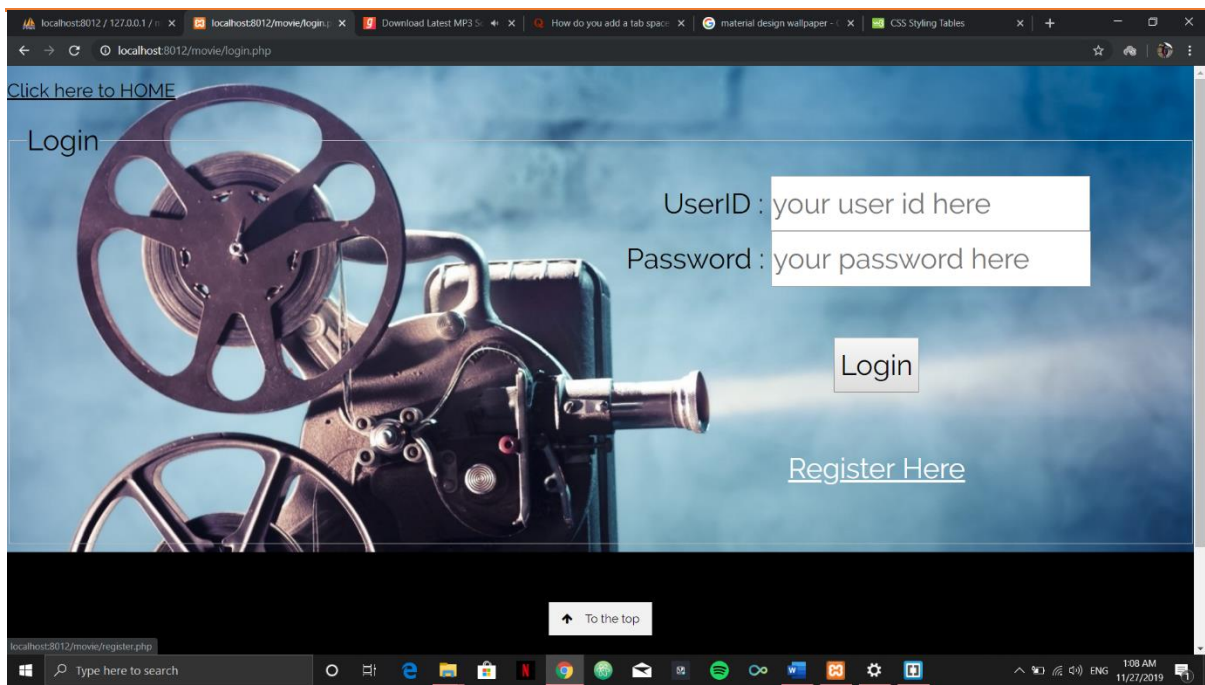 localhost:8012 / 127.0.0.1 /
localhost:8012/movie/login.p
Download Latest MP3 S
How do you add a tab space
material design wallpaper - G
CSS Styling Tables
localhost:8012/movie/login.php
Click here to HOME
Login
UserID : your user id here
Password : your password here
Login
Register Here
To the top
localhost:8012/movie/register.php
Type here to search
ENG
1:08 AM
11/27/2019